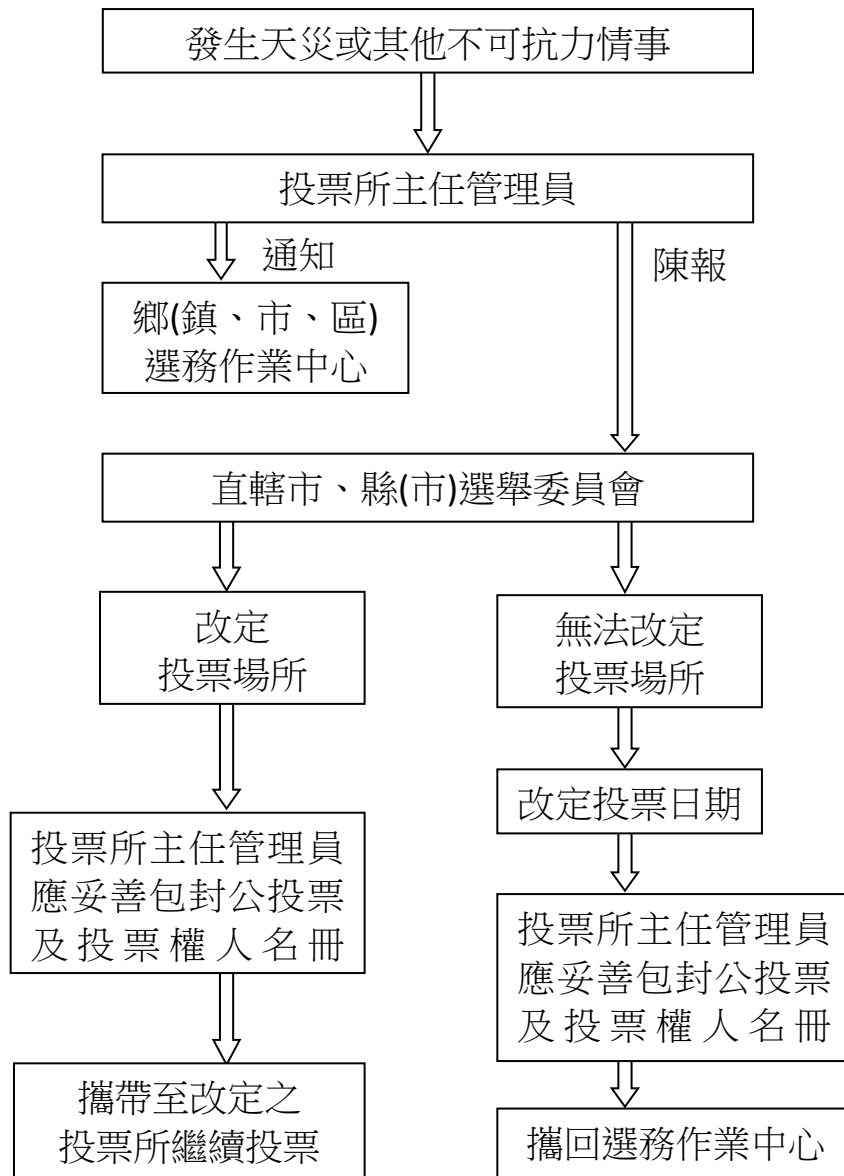 發生天災或其他不可抗力情事
投票所主任管理員
通知
陳報
鄉(鎮、市、區)
選務作業中心
直轄市、縣(市)選舉委員會
改定
投票場所
無法改定
投票場所
改定投票日期
投票所主任管理員
應妥善包封公投票
及投票權人名冊
投票所主任管理員
應妥善包封公投票
及投票權人名冊
攜帶至改定之
投票所繼續投票
攜回選務作業中心